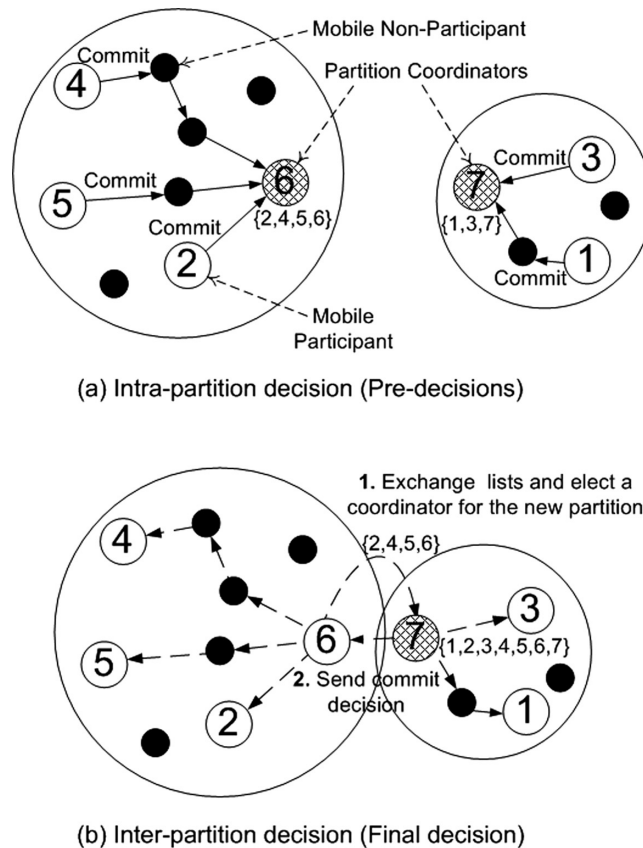 Mobile Non-Participant
Commit
4
Partition Coordinators
Commit
3
6
7
Commit
5
{2,4,5,6}
{1,3,7}
Commit
2
1
Commit
Mobile
Participant
(a) Intra-partition decision (Pre-decisions)
1. Exchange lists and elect a
coordinator for the new partition
{2,4,5,6}
4
3
6
7
{1,2,3,4,5,6,7}
5
2. Send commit
decision
2
1
(b) Inter-partition decision (Final decision)